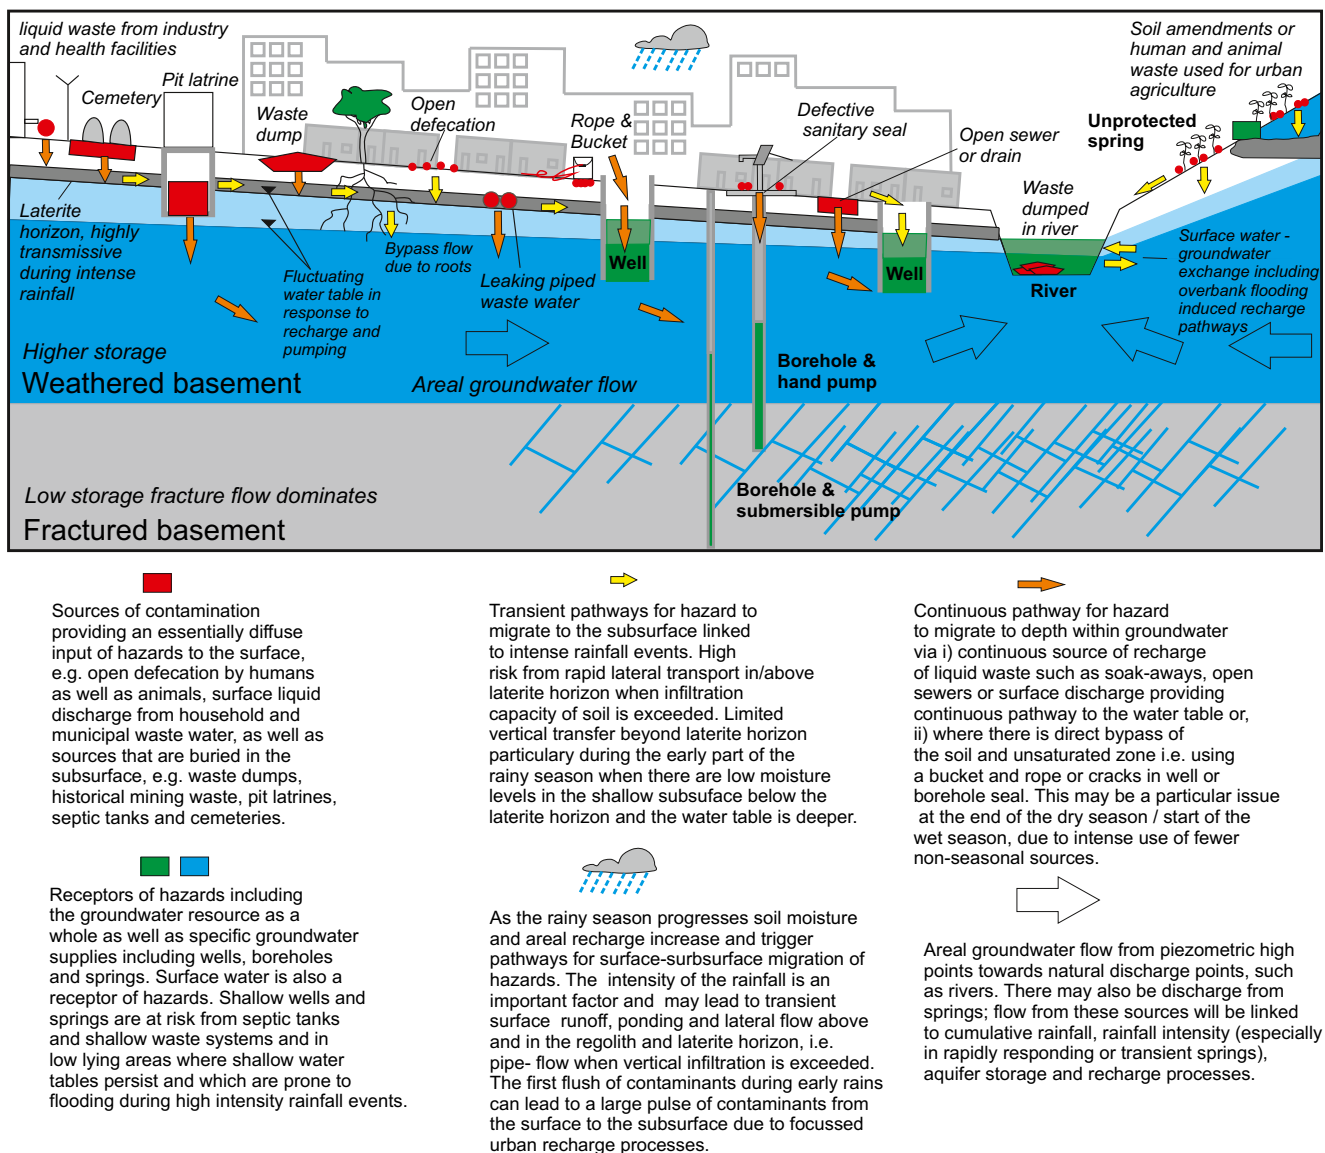 liquid waste from industry
and health facilities
Cemetery
Pit latrine
Waste
dump
Open
defecation
Rope &
Bucket
Defective
sanitary seal
Open sewer
or drain
Soil amendments or
human and animal
waste used for urban
agriculture
Unprotected
spring
Waste
dumped
in river
Laterite
horizon, highly
transmissive
during intense
rainfall
Fluctuating
water table in
response to
recharge and
pumping
Bypass flow
due to roots
Leaking piped
waste water
Well
Well
River
Surface water -
groundwater
exchange including
overbank flooding
induced recharge
pathways
Higher storage
Weathered basement
Areal groundwater flow
Borehole &
hand pump
Low storage fracture flow dominates
Fractured basement
Borehole &
submersible pump
Sources of contamination
providing an essentially diffuse
input of hazards to the surface,
e.g. open defecation by humans
as well as animals, surface liquid
discharge from household and
municipal waste water, as well as
sources that are buried in the
subsurface, e.g. waste dumps,
historical mining waste, pit latrines,
septic tanks and cemeteries.
Receptors of hazards including
the groundwater resource as a
whole as well as specific groundwater
supplies including wells, boreholes
and springs. Surface water is also a
receptor of hazards. Shallow wells and
springs are at risk from septic tanks
and shallow waste systems and in
low lying areas where shallow water
tables persist and which are prone to
flooding during high intensity rainfall events.
Transient pathways for hazard to
migrate to the subsurface linked
to intense rainfall events. High
risk from rapid lateral transport in/above
laterite horizon when infiltration
capacity of soil is exceeded. Limited
vertical transfer beyond laterite horizon
particulary during the early part of the
rainy season when there are low moisture
levels in the shallow subsuface below the
laterite horizon and the water table is deeper.
As the rainy season progresses soil moisture
and areal recharge increase and trigger
pathways for surface-surbsurface migration of
hazards. The intensity of the rainfall is an
important factor and may lead to transient
surface runoff, ponding and lateral flow above
and in the regolith and laterite horizon, i.e.
pipe- flow when vertical infiltration is exceeded.
The first flush of contaminants during early rains
can lead to a large pulse of contaminants from
the surface to the subsurface due to focussed
urban recharge processes.
Continuous pathway for hazard
to migrate to depth within groundwater
via i) continuous source of recharge
of liquid waste such as soak-aways, open
sewers or surface discharge providing
continuous pathway to the water table or,
ii) where there is direct bypass of
the soil and unsaturated zone i.e. using
a bucket and rope or cracks in well or
borehole seal. This may be a particular issue
at the end of the dry season / start of the
wet season, due to intense use of fewer
non-seasonal sources.
Areal groundwater flow from piezometric high
points towards natural discharge points, such
as rivers. There may also be discharge from
springs; flow from these sources will be linked
to cumulative rainfall, rainfall intensity (especially
in rapidly responding or transient springs),
aquifer storage and recharge processes.